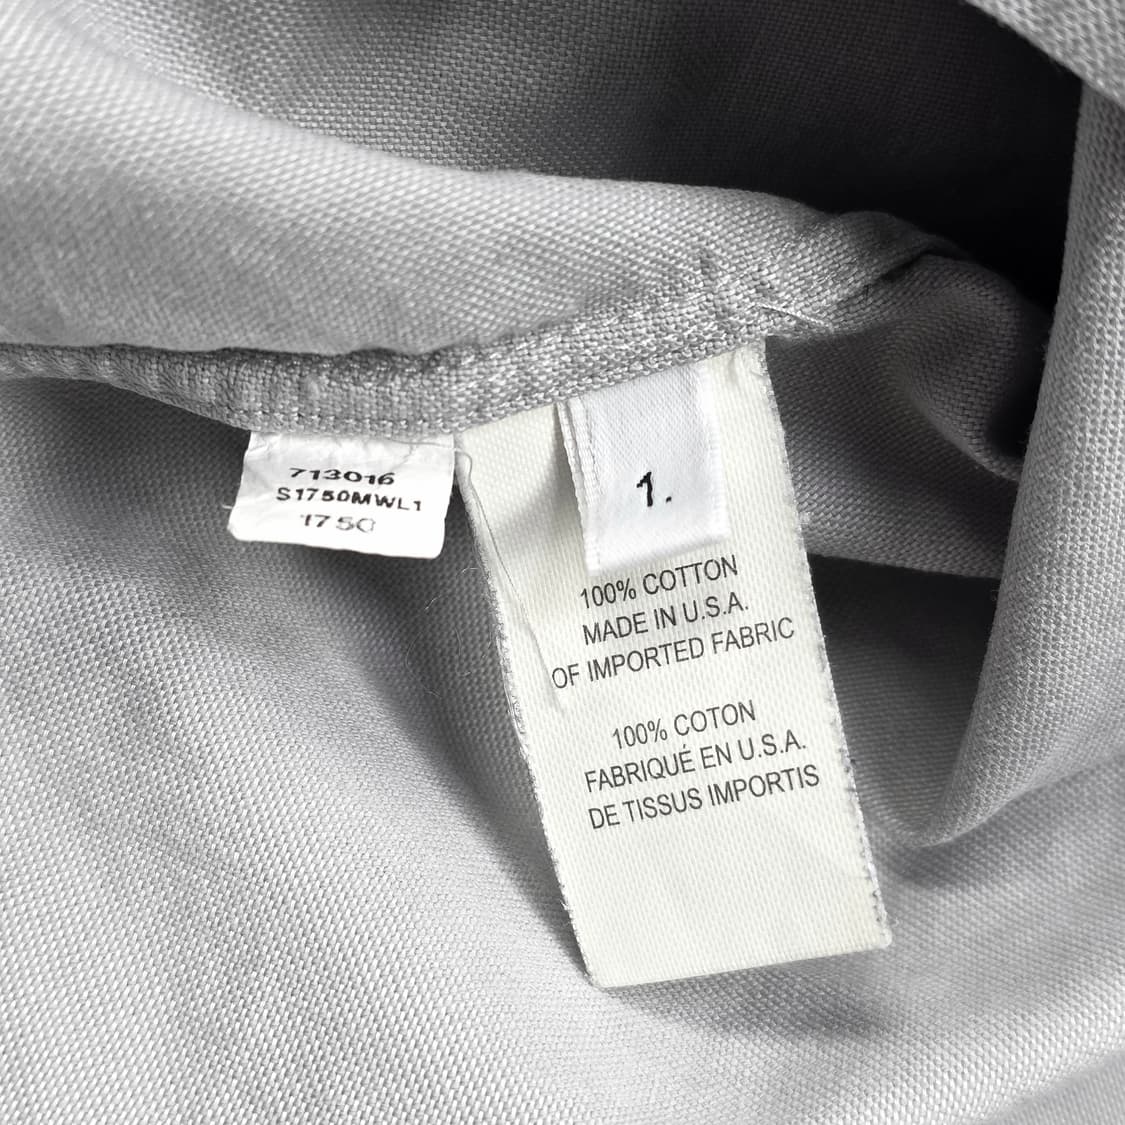 713016
S1750MWL1
1750
1.
100% COTTON
MADE IN U.S.A.
OF IMPORTED FABRIC
100% COTON
FABRIQUÉ EN U.S.A.
DE TISSUS IMPORTIS